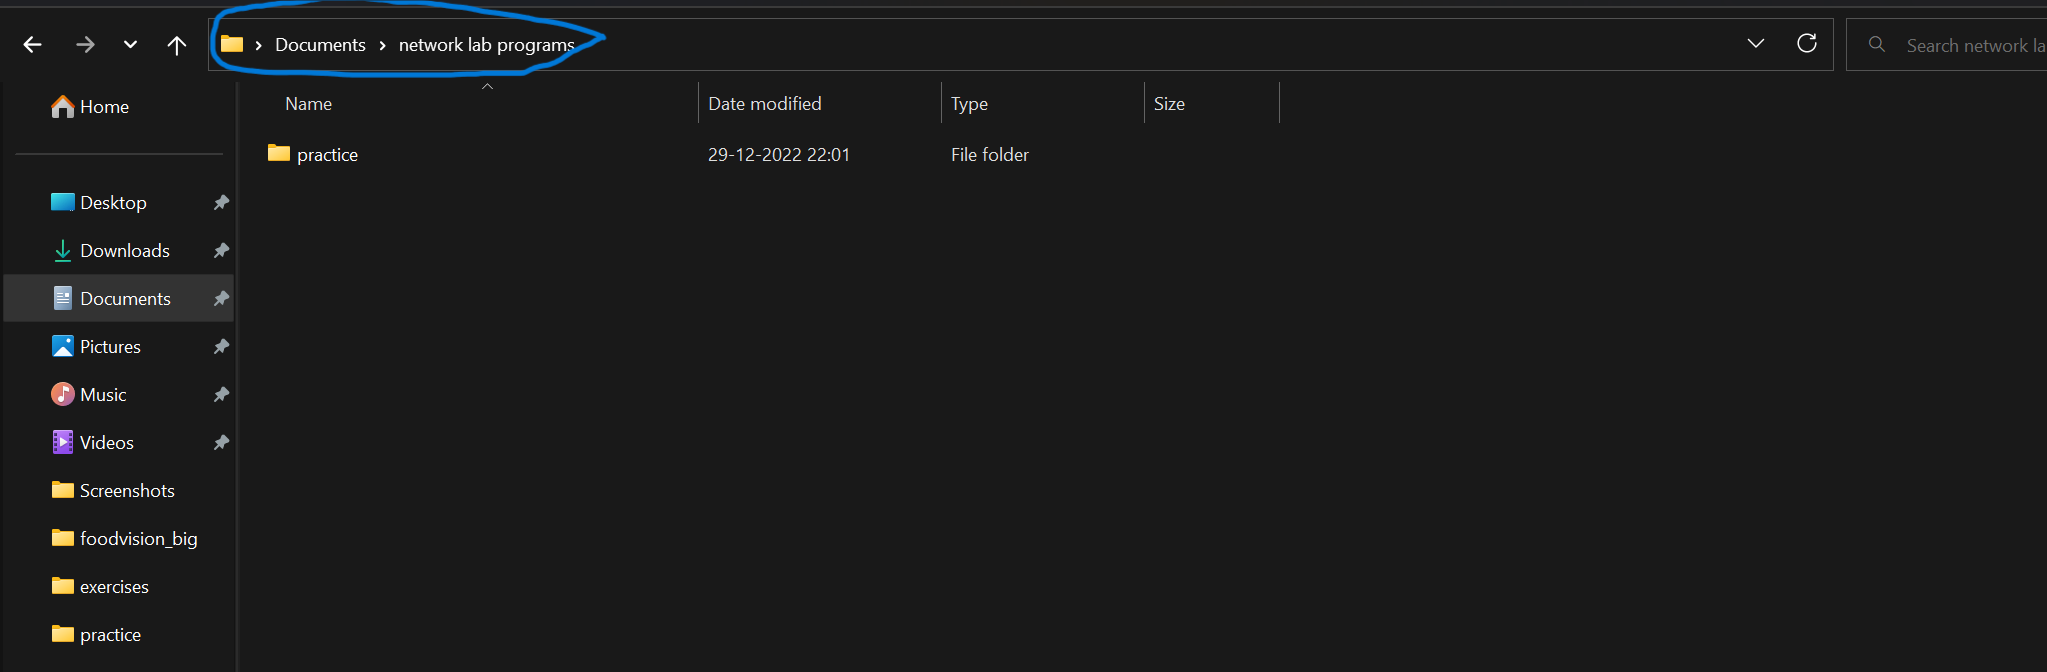 Documents > network lab programs
Search network la
Name
Date modified
Type
Size
practice
29-12-2022 22:01
File folder
Home
Desktop
Downloads
Documents
Pictures
Music
Videos
Screenshots
foodvision_big
exercises
practice